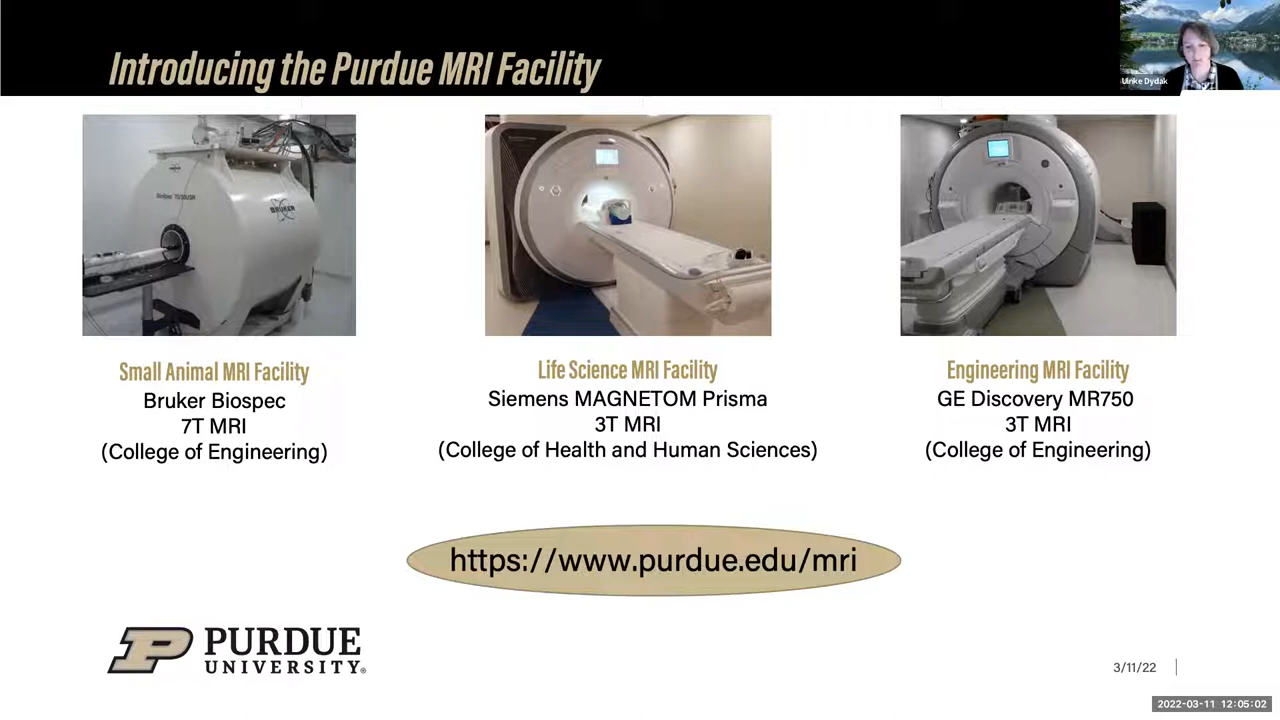 Introducing the Purdue MRI Facility
Ulrike Dydak
BRUKER
Small Animal MRI Facility
Bruker Biospec
7T MRI
(College of Engineering)
Life Science MRI Facility
Siemens MAGNETOM Prisma
3T MRI
(College of Health and Human Sciences)
Engineering MRI Facility
GE Discovery MR750
3T MRI
(College of Engineering)
https://www.purdue.edu/mri
PURDUE
UNIVERSITY®
3/11/22
2022-03-11 12:05:02